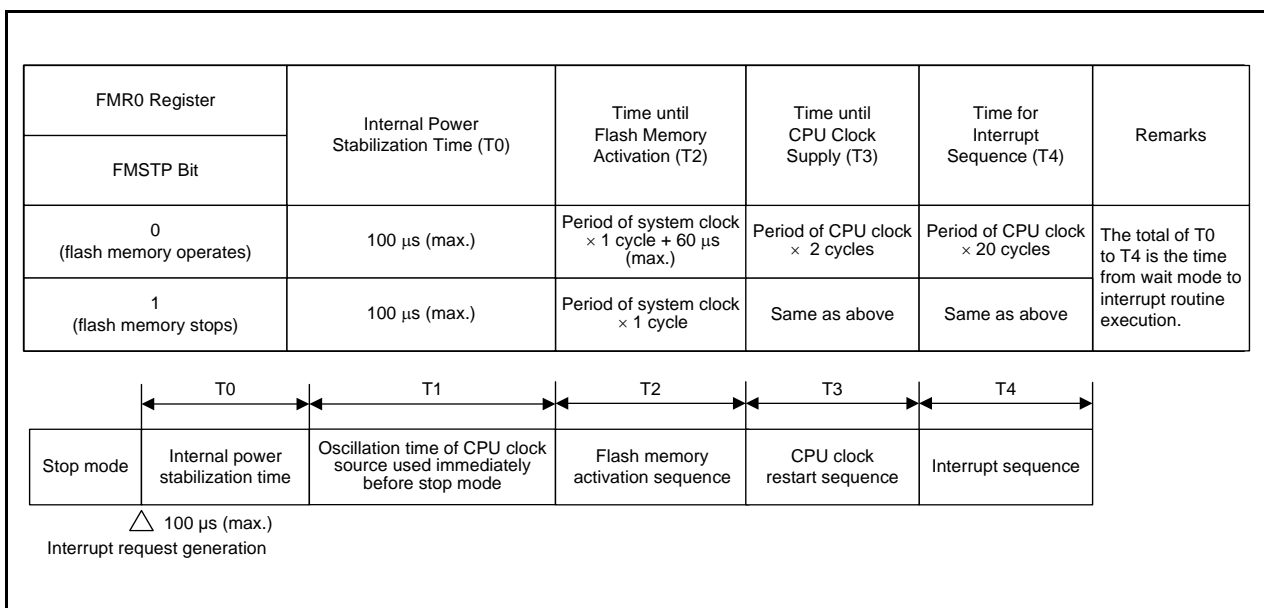 FMR0 Register
FMSTP Bit
Internal Power
Stabilization Time (T0)
Time until
Flash Memory
Activation (T2)
Time until
CPU Clock
Supply (T3)
Time for
Interrupt
Sequence (T4)
Remarks
0
(flash memory operates)
100 μs (max.)
Period of system clock
× 1 cycle + 60 μs
(max.)
Period of CPU clock
× 2 cycles
Period of CPU clock
× 20 cycles
The total of T0
to T4 is the time
from wait mode to
interrupt routine
execution.
1
(flash memory stops)
100 μs (max.)
Period of system clock
× 1 cycle
Same as above
Same as above
T0
T1
T2
T3
T4
Stop mode
Internal power
stabilization time
Oscillation time of CPU clock
source used immediately
before stop mode
Flash memory
activation sequence
CPU clock
restart sequence
Interrupt sequence
100 μs (max.)
Interrupt request generation